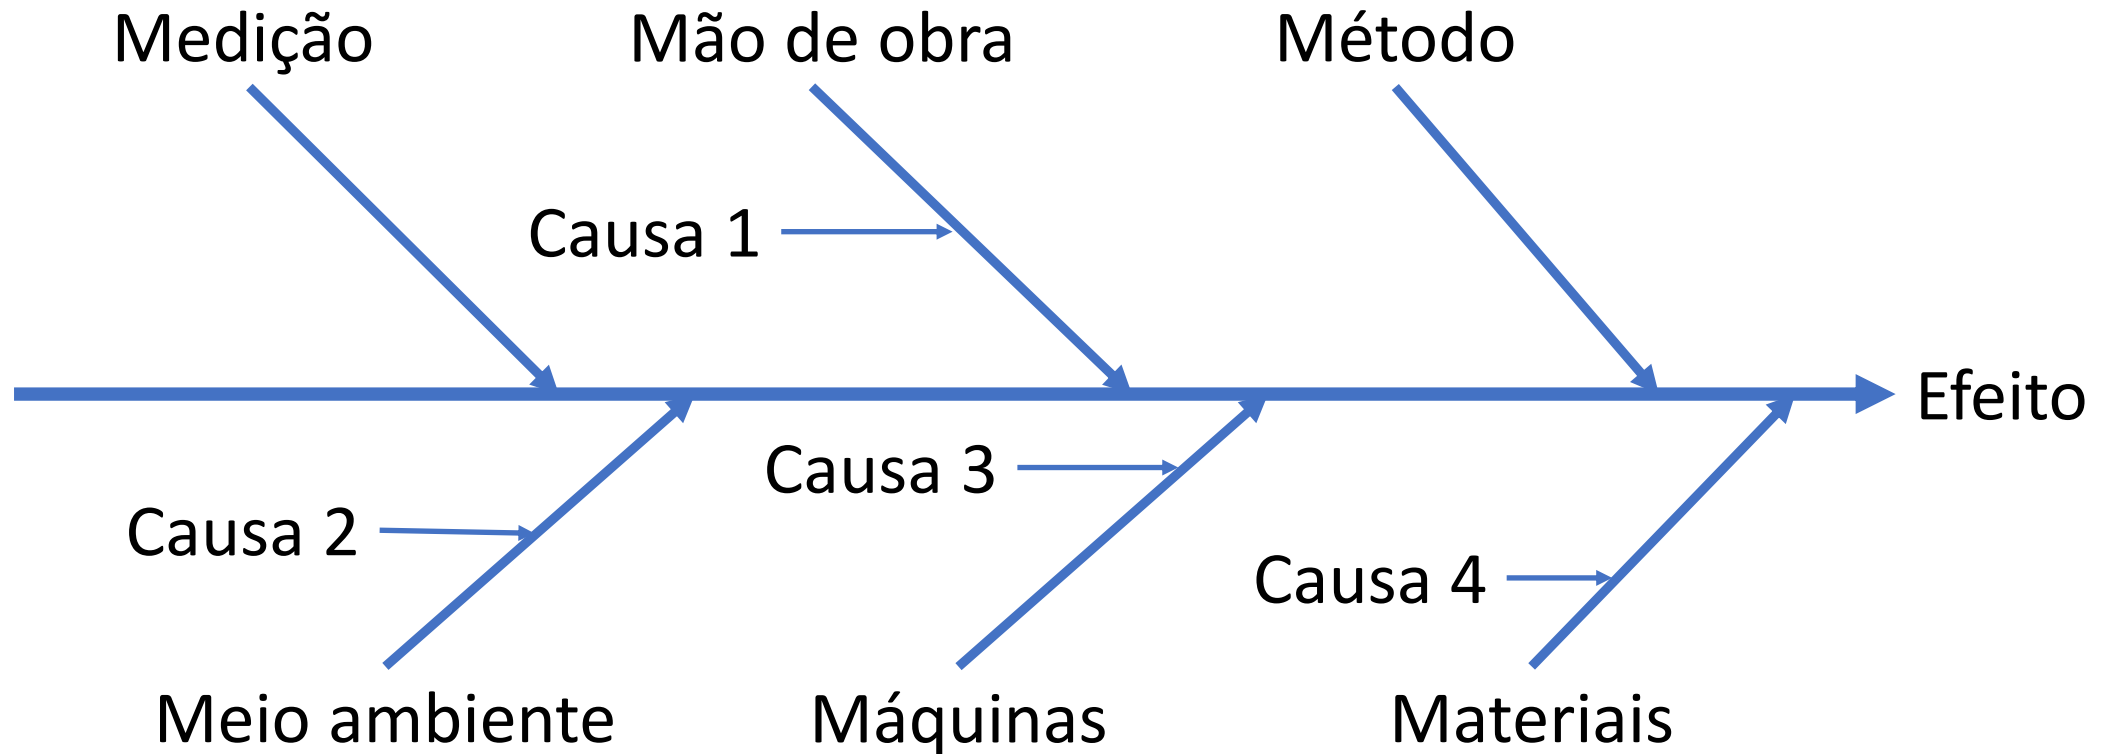 Medição
Mão de obra
Método
Causa 1
Efeito
Causa 3
Causa 2
Causa 4
Meio ambiente
Máquinas
Materiais